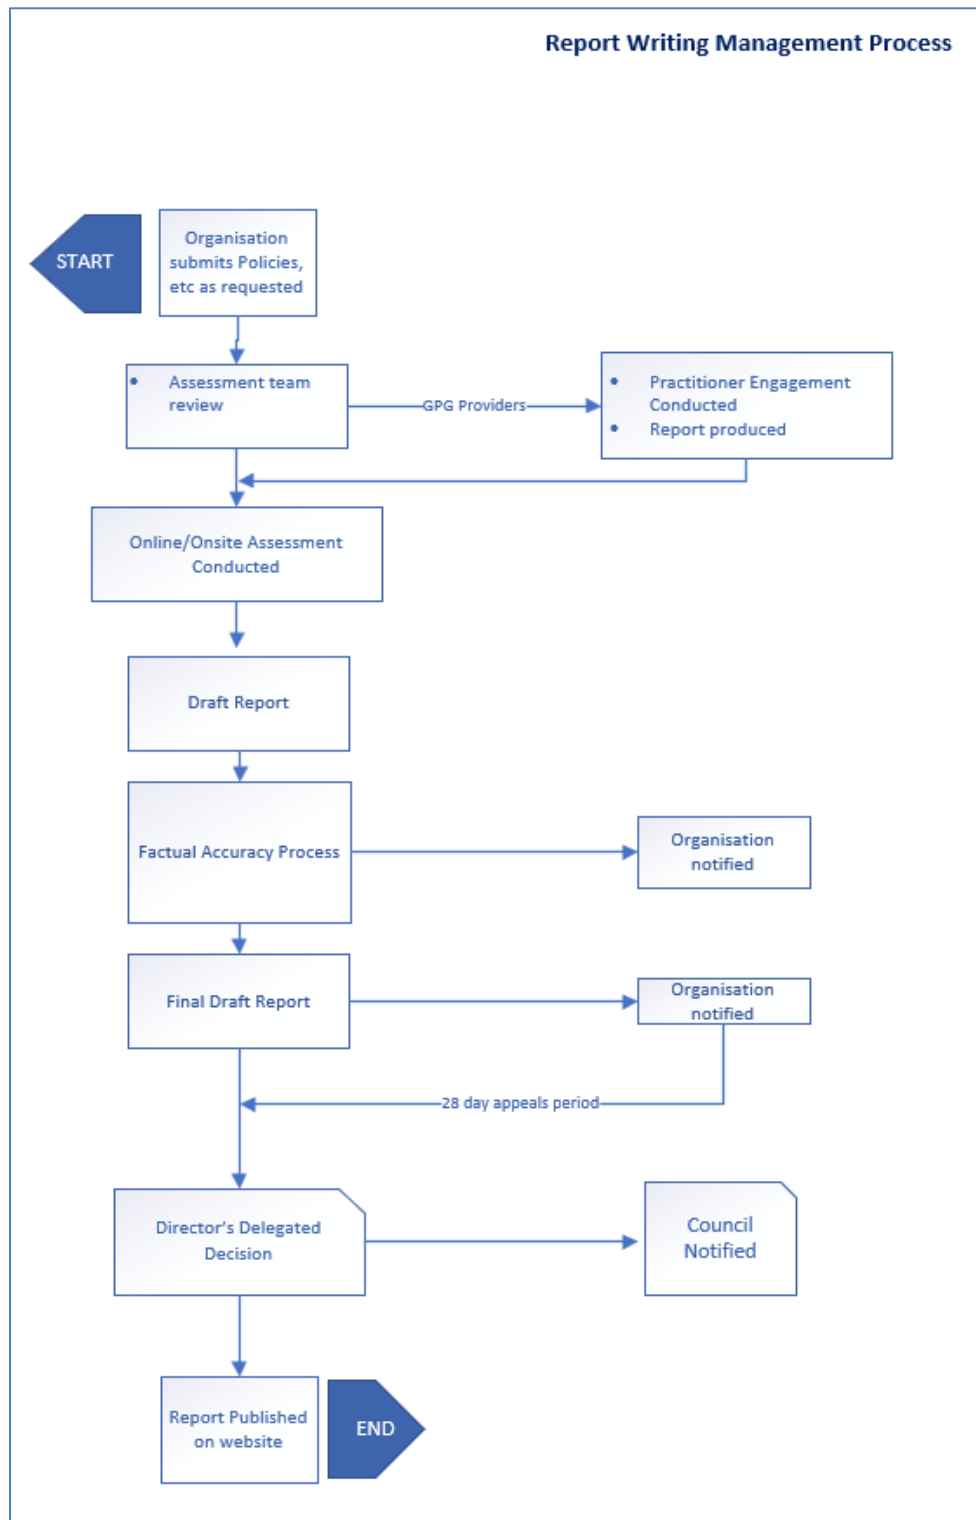 Report Writing Management Process
START
Organisation
submits Policies,
etc as requested
• Assessment team
review
GPG Providers
• Practitioner Engagement
Conducted
• Report produced
Online/Onsite Assessment
Conducted
Draft Report
Factual Accuracy Process
Organisation
notified
Final Draft Report
Organisation
notified
28 day appeals period
Director’s Delegated
Decision
Council
Notified
Report Published
on website
END